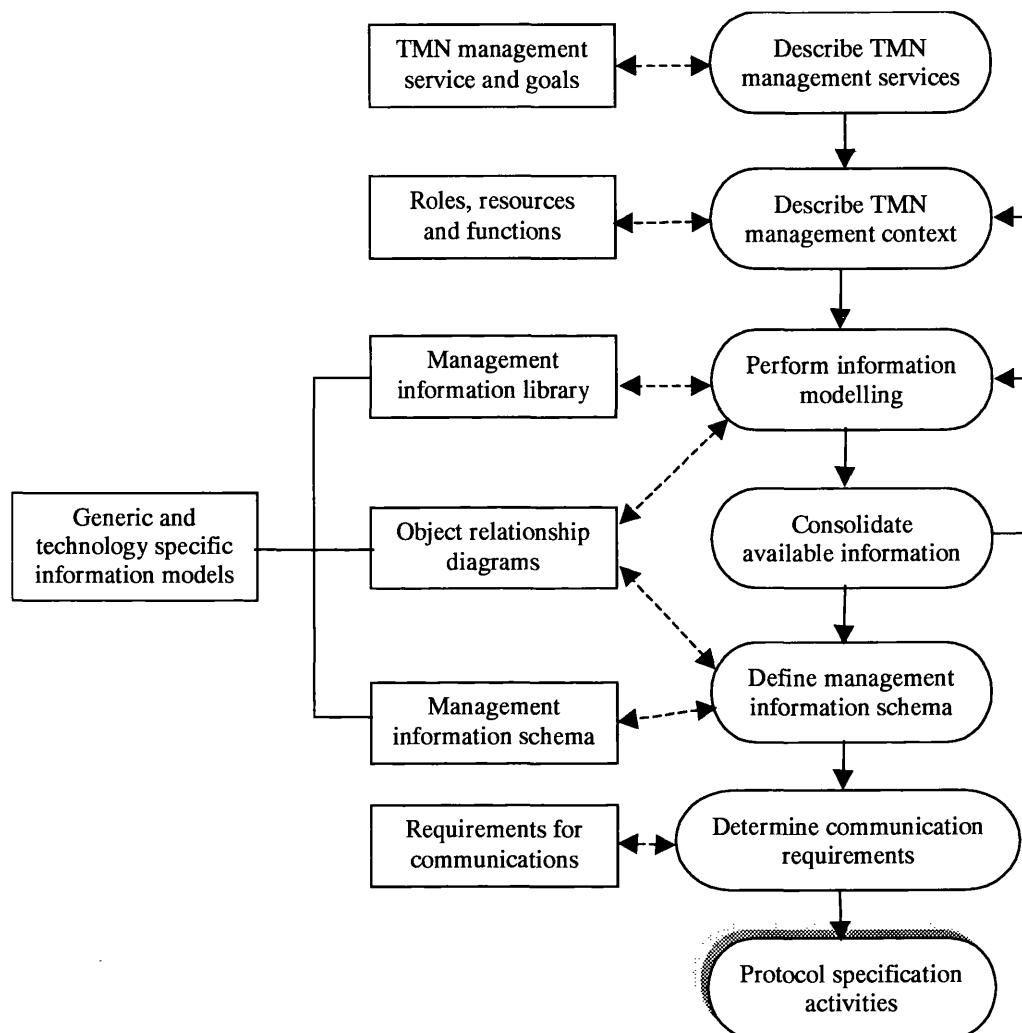 TMN management
service and goals
Describe TMN
management services
Roles, resources
and functions
Describe TMN
management context
Management
information library
Perform information
modelling
Generic and
technology specific
information models
Object relationship
diagrams
Consolidate
available information
Management
information schema
Define management
information schema
Requirements for
communications
Determine communication
requirements
Protocol specification
activities